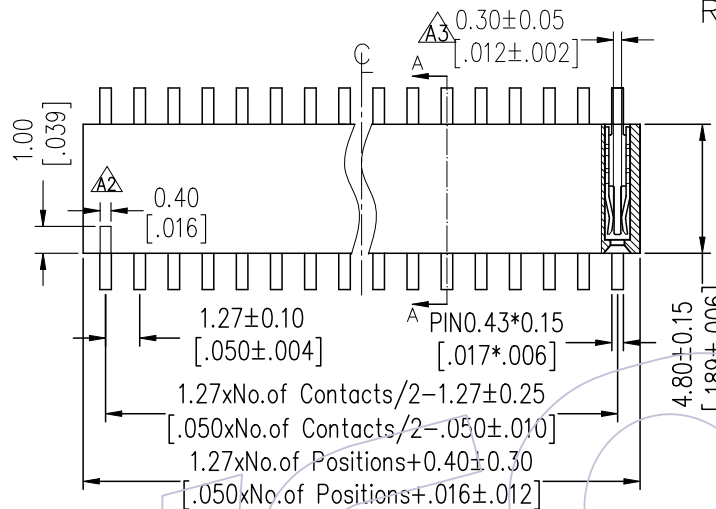 A3 0.30±0.05
[.012±.002]
R
℄
A
1.00
[.039]
A2
0.40
[.016]
A
1.27±0.10
[.050±.004]
PIN0.43*0.15
[.017*.006]
4.80±0.15
[.189±.006]
1.27xNo.of Contacts/2-1.27±0.25
[.050xNo.of Contacts/2-.050±.010]
1.27xNo.of Positions+0.40±0.30
[.050xNo.of Positions+.016±.012]